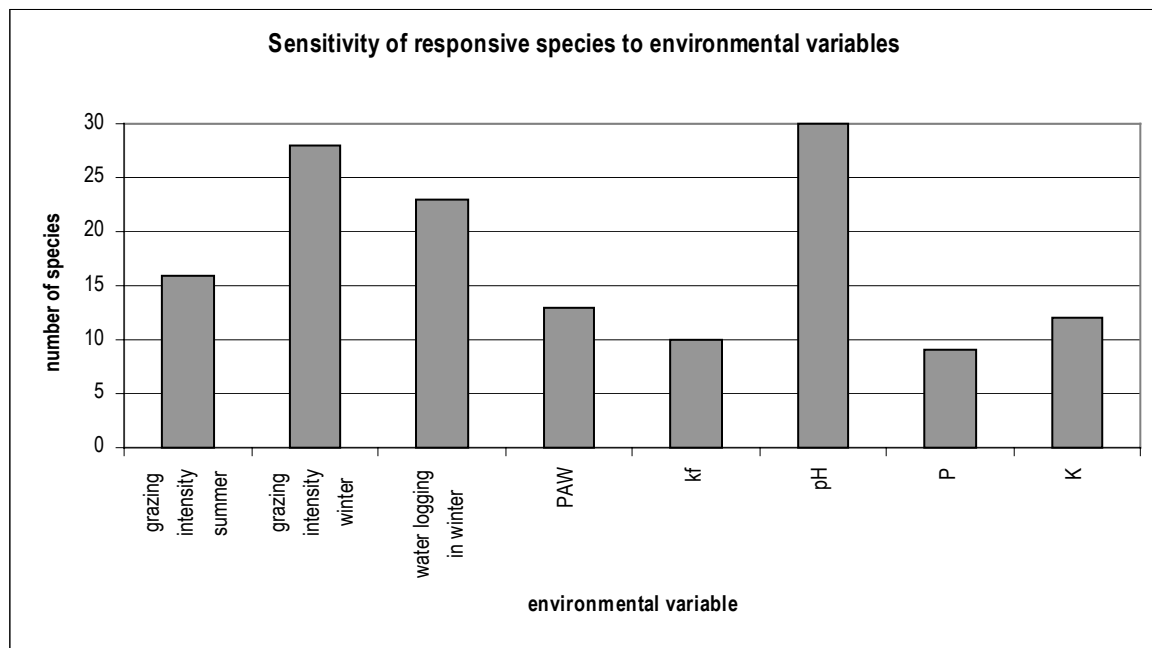 Sensitivity of responsive species to environmental variables
number of species
30
25
20
15
10
5
0
grazing
intensity
summer
grazing
intensity
winter
water logging
in winter
PAW
kf
pH
P
K
environmental variable